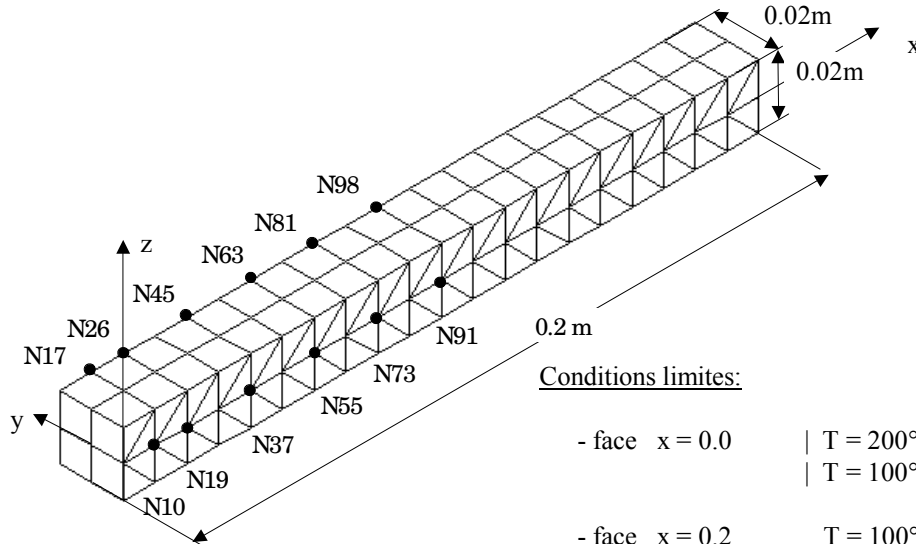 0.02m
x
0.02m
N98
N81
z
N63
N45
N26
N17
0.2 m
N91
N73
y
N55
N37
N19
N10
Conditions limites:
- face x = 0.0 | T = 200°
| T = 100°
- face x = 0.2 T = 100°